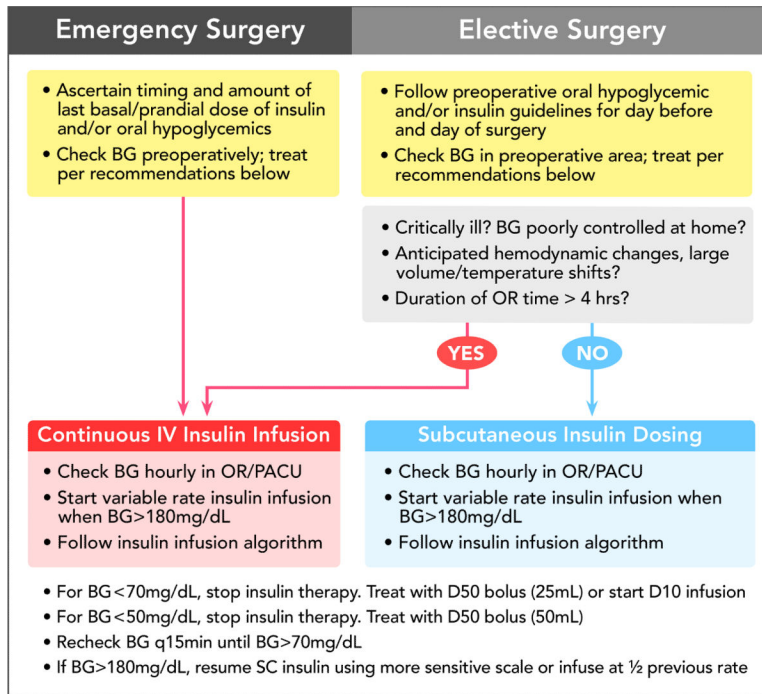 Emergency Surgery
Elective Surgery
• Ascertain timing and amount of
last basal/prandial dose of insulin
and/or oral hypoglycemics
• Check BG preoperatively; treat
per recommendations below
• Follow preoperative oral hypoglycemic
and/or insulin guidelines for day before
and day of surgery
• Check BG in preoperative area; treat per
recommendations below
• Critically ill? BG poorly controlled at home?
• Anticipated hemodynamic changes, large
volume/temperature shifts?
• Duration of OR time > 4 hrs?
YES
NO
Continuous IV Insulin Infusion
• Check BG hourly in OR/PACU
• Start variable rate insulin infusion
when BG>180mg/dL
• Follow insulin infusion algorithm
Subcutaneous Insulin Dosing
• Check BG hourly in OR/PACU
• Start variable rate insulin infusion when
BG>180mg/dL
• Follow insulin infusion algorithm
• For BG<70mg/dL, stop insulin therapy. Treat with D50 bolus (25mL) or start D10 infusion
• For BG<50mg/dL, stop insulin therapy. Treat with D50 bolus (50mL)
• Recheck BG q15min until BG>70mg/dL
• If BG>180mg/dL, resume SC insulin using more sensitive scale or infuse at ½ previous rate